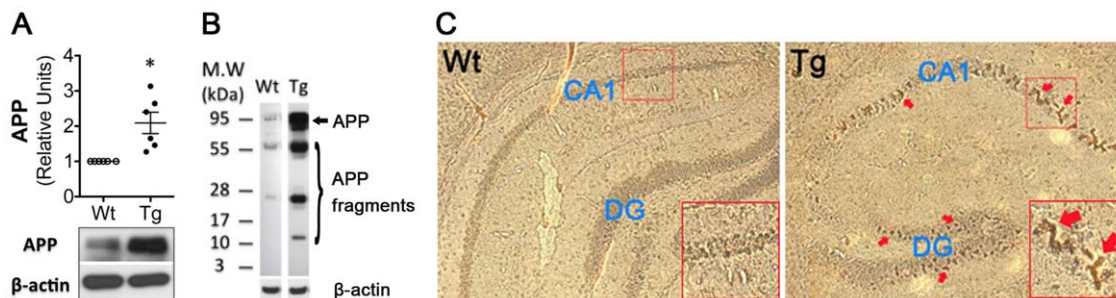 A
APP
(Relative Units)
4
3
2
1
0
*
Wt Tg
APP
β-actin
B
M.W
(kDa)
Wt Tg
95
55
28
17
10
3
APP
APP
fragments
β-actin
C
Wt
CA1
DG
Tg
CA1
DG